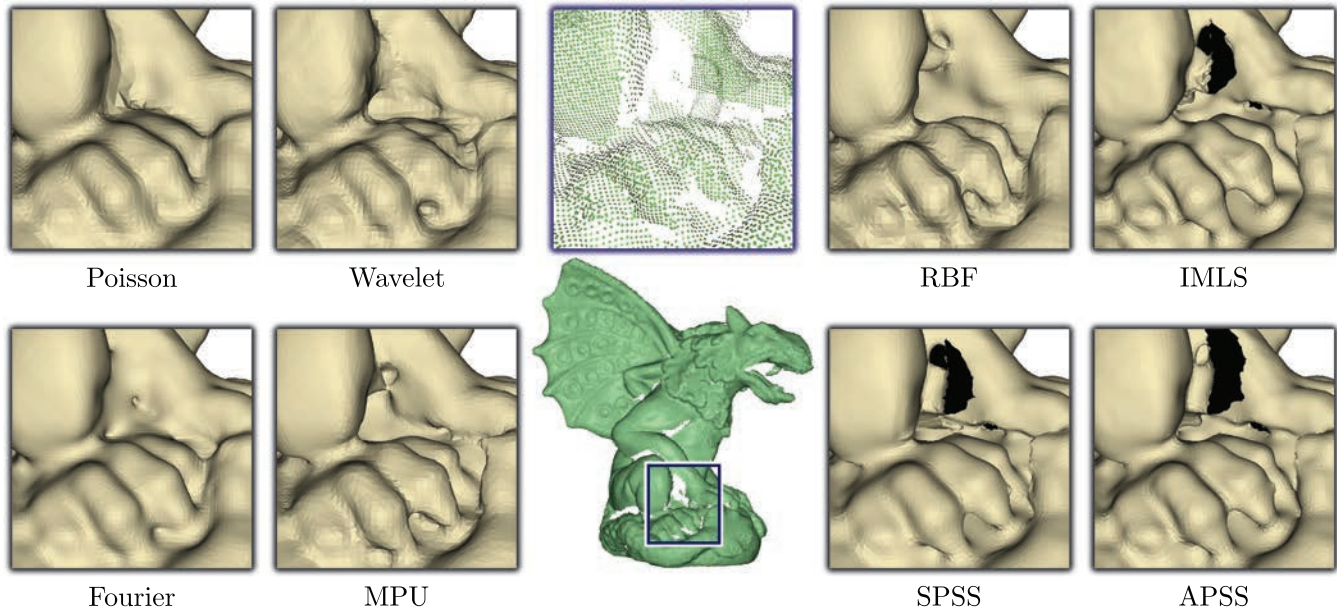 Poisson
Wavelet
RBF
IMLS
Fourier
MPU
SPSS
APSS